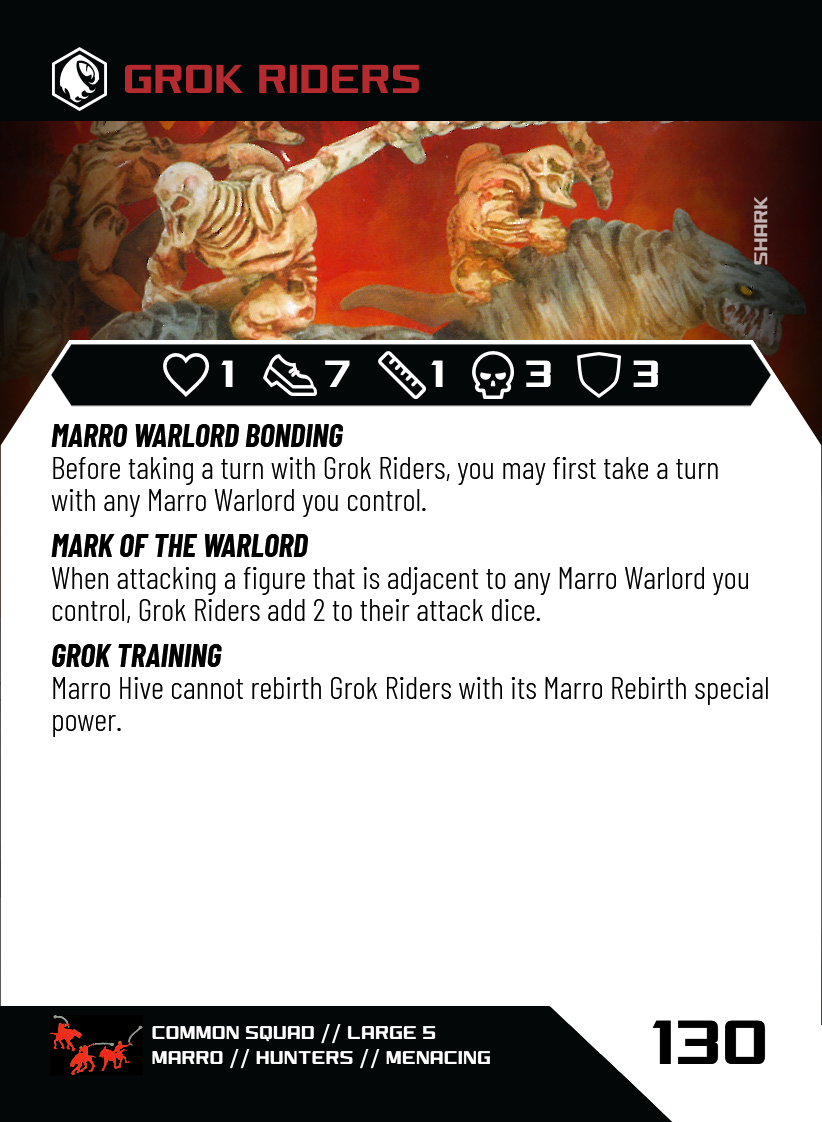 GROK RIDERS
SHARK
1 7 1 3 3
MARRO WARLORD BONDING
Before taking a turn with Grok Riders, you may first take a turn
with any Marro Warlord you control.
MARK OF THE WARLORD
When attacking a figure that is adjacent to any Marro Warlord you
control, Grok Riders add 2 to their attack dice.
GROK TRAINING
Marro Hive cannot rebirth Grok Riders with its Marro Rebirth special
power.
COMMON SQUAD // LARGE 5
MARRO // HUNTERS // MENACING
130